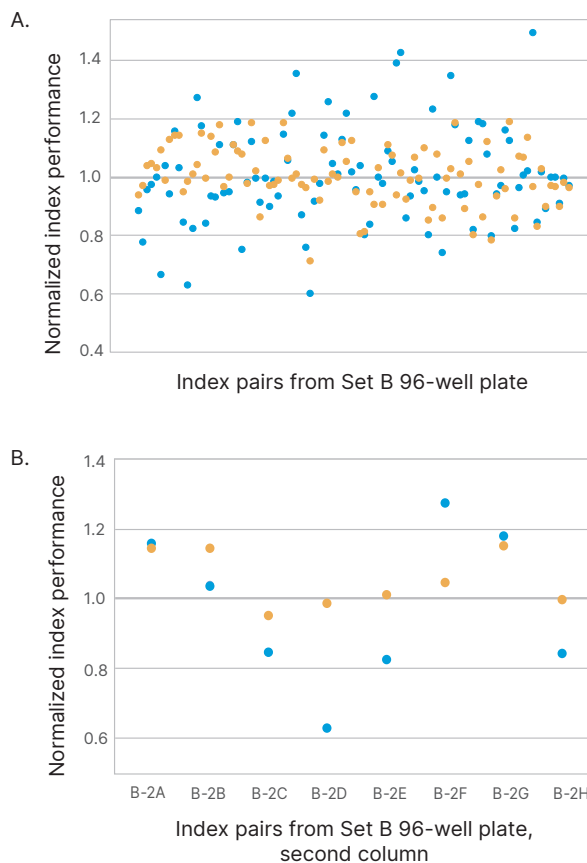 A.
Normalized index performance
1.4
1.2
1.0
0.8
0.6
0.4
Index pairs from Set B 96-well plate
B.
Normalized index performance
1.4
1.2
1.0
0.8
0.6
B-2A B-2B B-2C B-2D B-2E B-2F B-2G B-2H
Index pairs from Set B 96-well plate,
second column